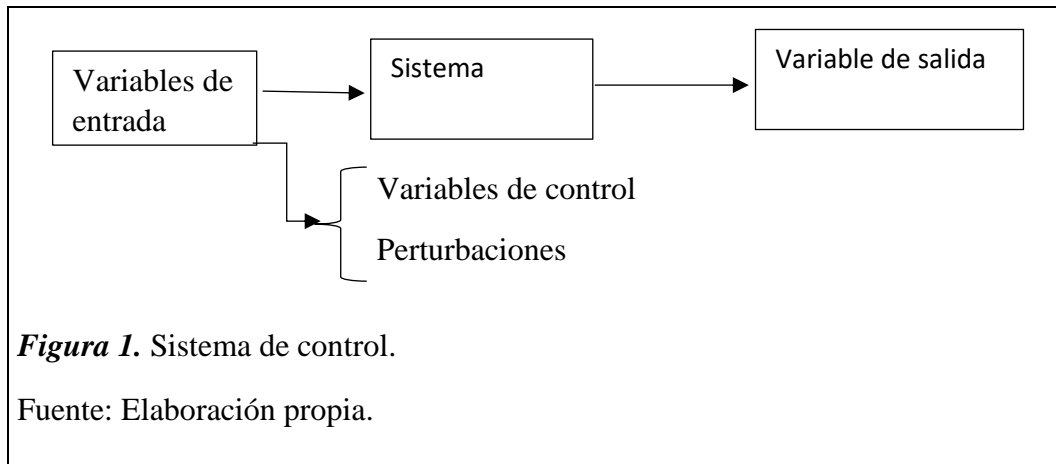 Variables de
entrada
Sistema
Variable de salida
Variables de control
Perturbaciones
Figura 1. Sistema de control.
Fuente: Elaboración propia.